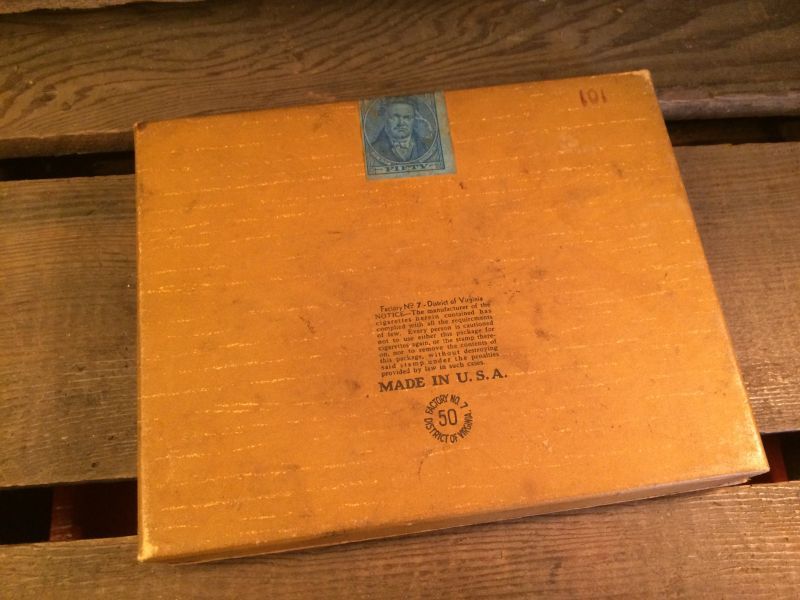 101
FIFTY
Factory No. 7 - District of Virginia
NOTICE—The manufacturer of the
cigarettes herein contained has
complied with all the requirements
of law. Every person is cautioned
not to use either this package for
cigarettes again, or the stamp there-
on, nor to remove the contents of
this package, without destroying
said stamp under the penalties
provided by law in such cases.
MADE IN U.S.A.
FACTORY NO. 7
50
DISTRICT OF VIRGINIA.